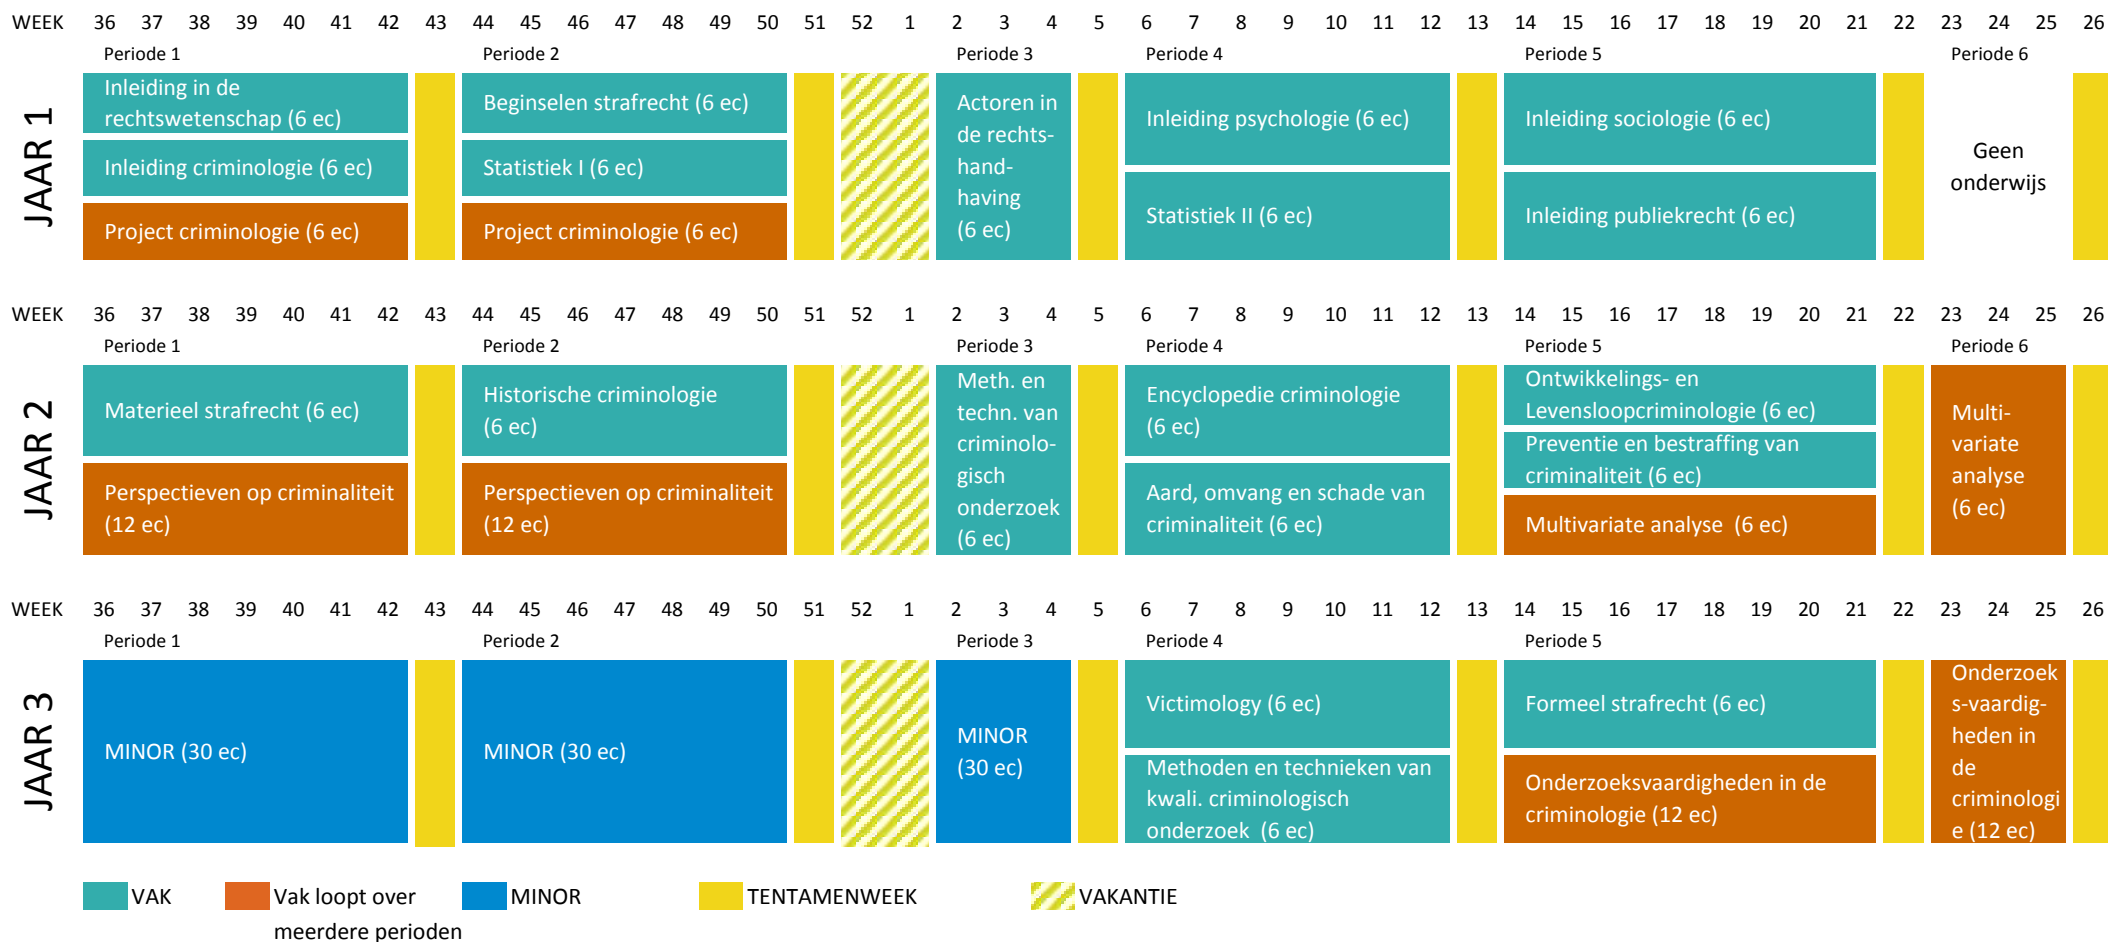 WEEK 36 37 38 39 40 41 42 43 44 45 46 47 48 49 50 51 52 1 2 3 4 5 6 7 8 9 10 11 12 13 14 15 16 17 18 19 20 21 22 23 24 25 26
Periode 1 Periode 2 Periode 3 Periode 4 Periode 5 Periode 6
JAAR 1
Inleiding in de
rechtswetenschap (6 ec)
Inleiding criminologie (6 ec)
Project criminologie (6 ec)
Beginselen strafrecht (6 ec)
Statistiek I (6 ec)
Project criminologie (6 ec)
Actoren in
de rechts-
hand-
having
(6 ec)
Inleiding psychologie (6 ec)
Statistiek II (6 ec)
Inleiding sociologie (6 ec)
Inleiding publiekrecht (6 ec)
Geen
onderwijs
WEEK 36 37 38 39 40 41 42 43 44 45 46 47 48 49 50 51 52 1 2 3 4 5 6 7 8 9 10 11 12 13 14 15 16 17 18 19 20 21 22 23 24 25 26
Periode 1 Periode 2 Periode 3 Periode 4 Periode 5 Periode 6
JAAR 2
Materieel strafrecht (6 ec)
Perspectieven op criminaliteit
(12 ec)
Historische criminologie
(6 ec)
Perspectieven op criminaliteit
(12 ec)
Meth. en
techn. van
criminolo-
gisch
onderzoek
(6 ec)
Encyclopedie criminologie
(6 ec)
Aard, omvang en schade van
criminaliteit (6 ec)
Ontwikkelings- en
Levensloopcriminologie (6 ec)
Preventie en bestraffing van
criminaliteit (6 ec)
Multivariate analyse (6 ec)
Multi-
variate
analyse
(6 ec)
WEEK 36 37 38 39 40 41 42 43 44 45 46 47 48 49 50 51 52 1 2 3 4 5 6 7 8 9 10 11 12 13 14 15 16 17 18 19 20 21 22 23 24 25 26
Periode 1 Periode 2 Periode 3 Periode 4 Periode 5
JAAR 3
MINOR (30 ec)
MINOR (30 ec)
MINOR
(30 ec)
Victimology (6 ec)
Methoden en technieken van
kwali. criminologisch
onderzoek (6 ec)
Formeel strafrecht (6 ec)
Onderzoeksvaardigheden in de
criminologie (12 ec)
Onderzoek
s-vaardig-
heden in
de
criminologi
e (12 ec)
VAK
Vak loopt over
meerdere perioden
MINOR
TENTAMENWEEK
VAKANTIE